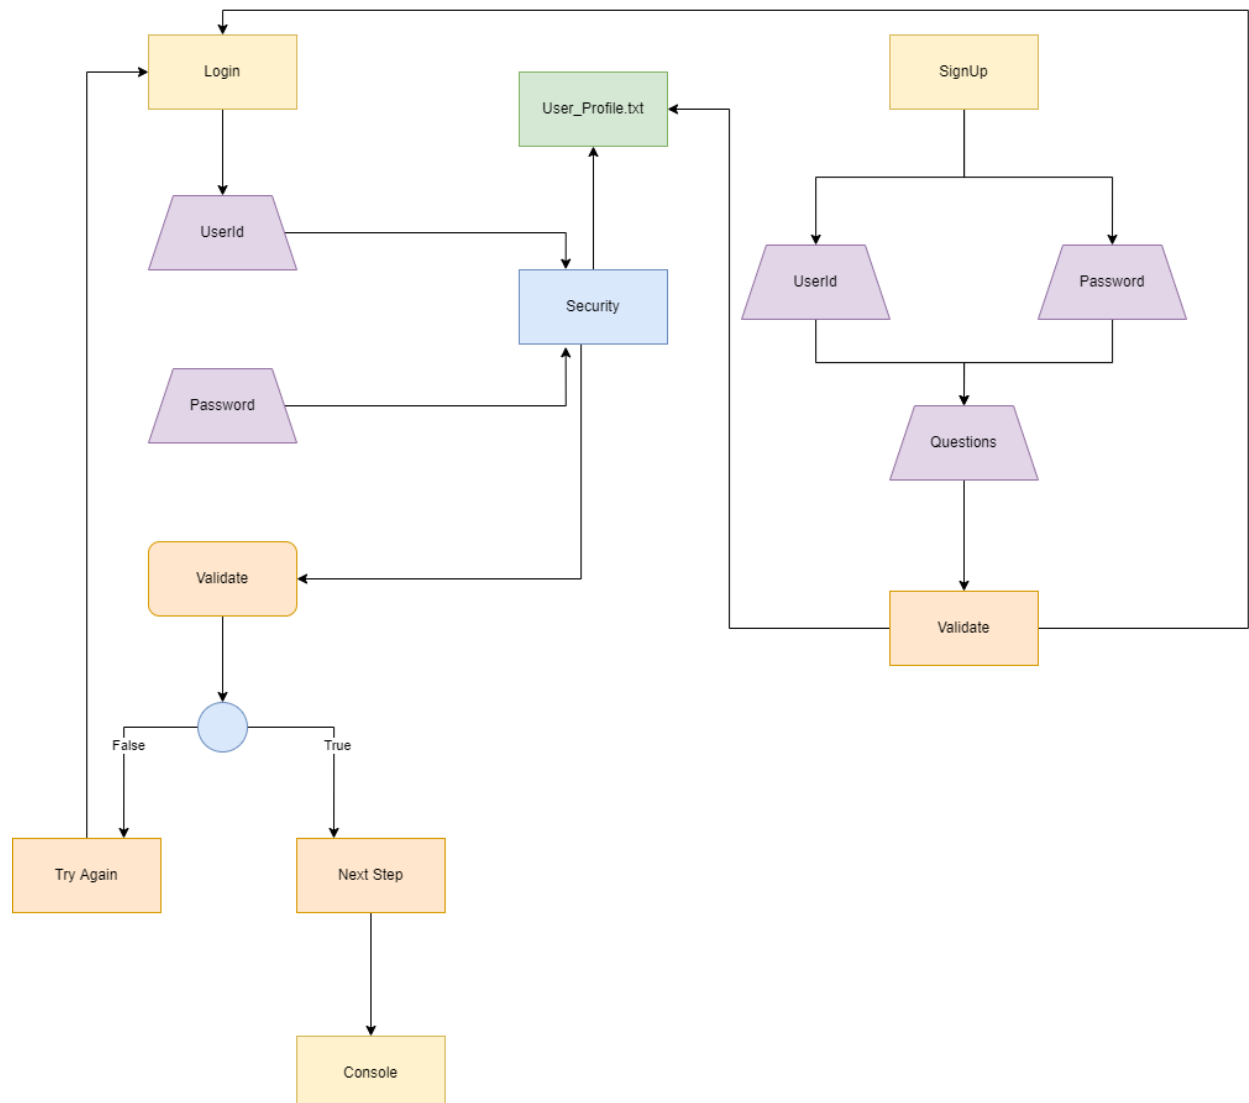 Login
SignUp
User_Profile.txt
UserId
UserId
Password
Security
Password
Questions
Validate
Validate
False
True
Try Again
Next Step
Console